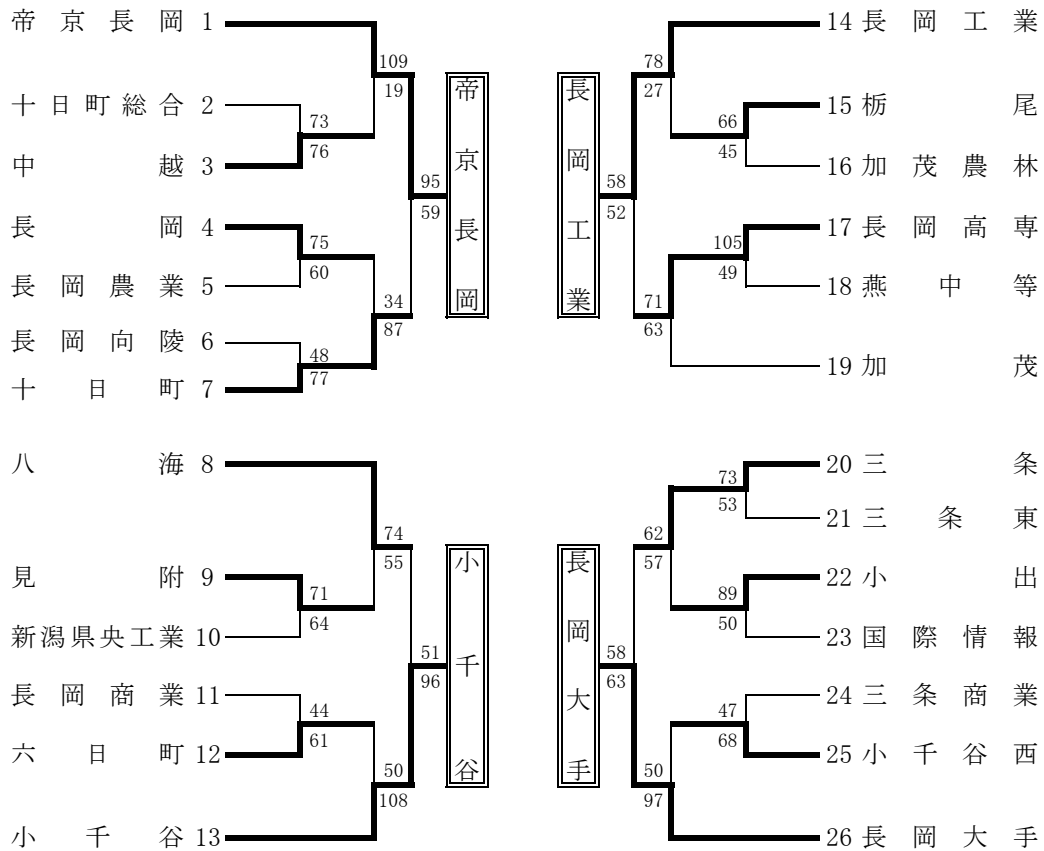 帝京長岡 1
109
19
十日町総合 2
73
76
中越 3
95
59
長岡 4
75
60
長岡農業 5
34
87
長岡向陵 6
48
77
十日町 7
帝京長岡
八海 8
74
55
見附 9
71
64
新潟県央工業 10
51
96
長岡商業 11
44
61
六日町 12
50
108
小千谷 13
小千谷
14 長岡工業
78
27
15 栃尾
66
45
16 加茂農林
58
52
17 長岡高専
105
49
18 燕中等
71
63
19 加茂
長岡工業
20 三条
73
53
21 三条東
62
57
22 小出
89
50
23 国際情報
58
63
24 三条商業
47
68
25 小千谷西
50
97
26 長岡大手
長岡大手